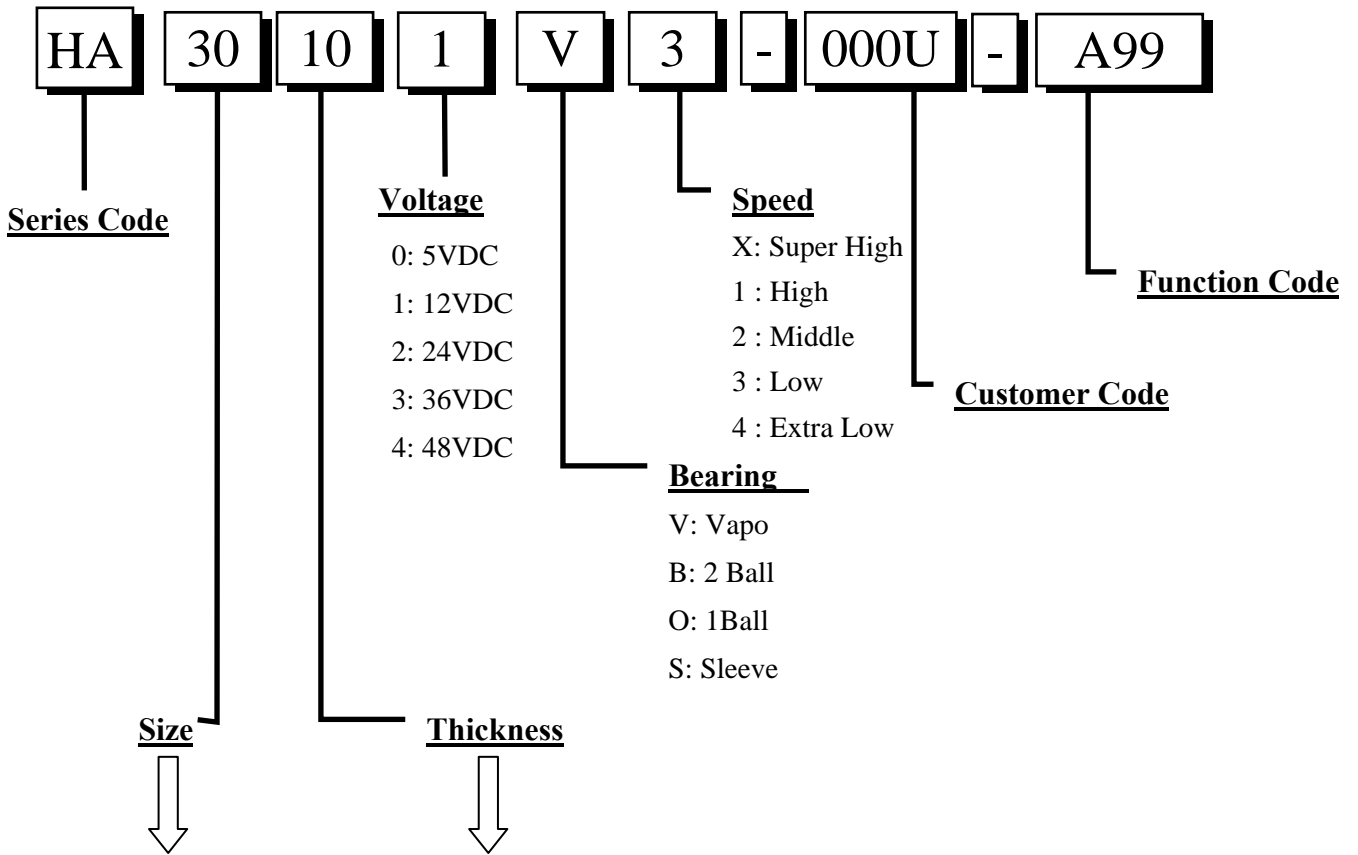 HA 30 10 1 V 3 - 000U - A99
Series Code
Voltage
0: 5VDC
1: 12VDC
2: 24VDC
3: 36VDC
4: 48VDC
Speed
X: Super High
1 : High
2 : Middle
3 : Low
4 : Extra Low
Function Code
Customer Code
Bearing
V: Vapo
B: 2 Ball
O: 1Ball
S: Sleeve
Size
Thickness